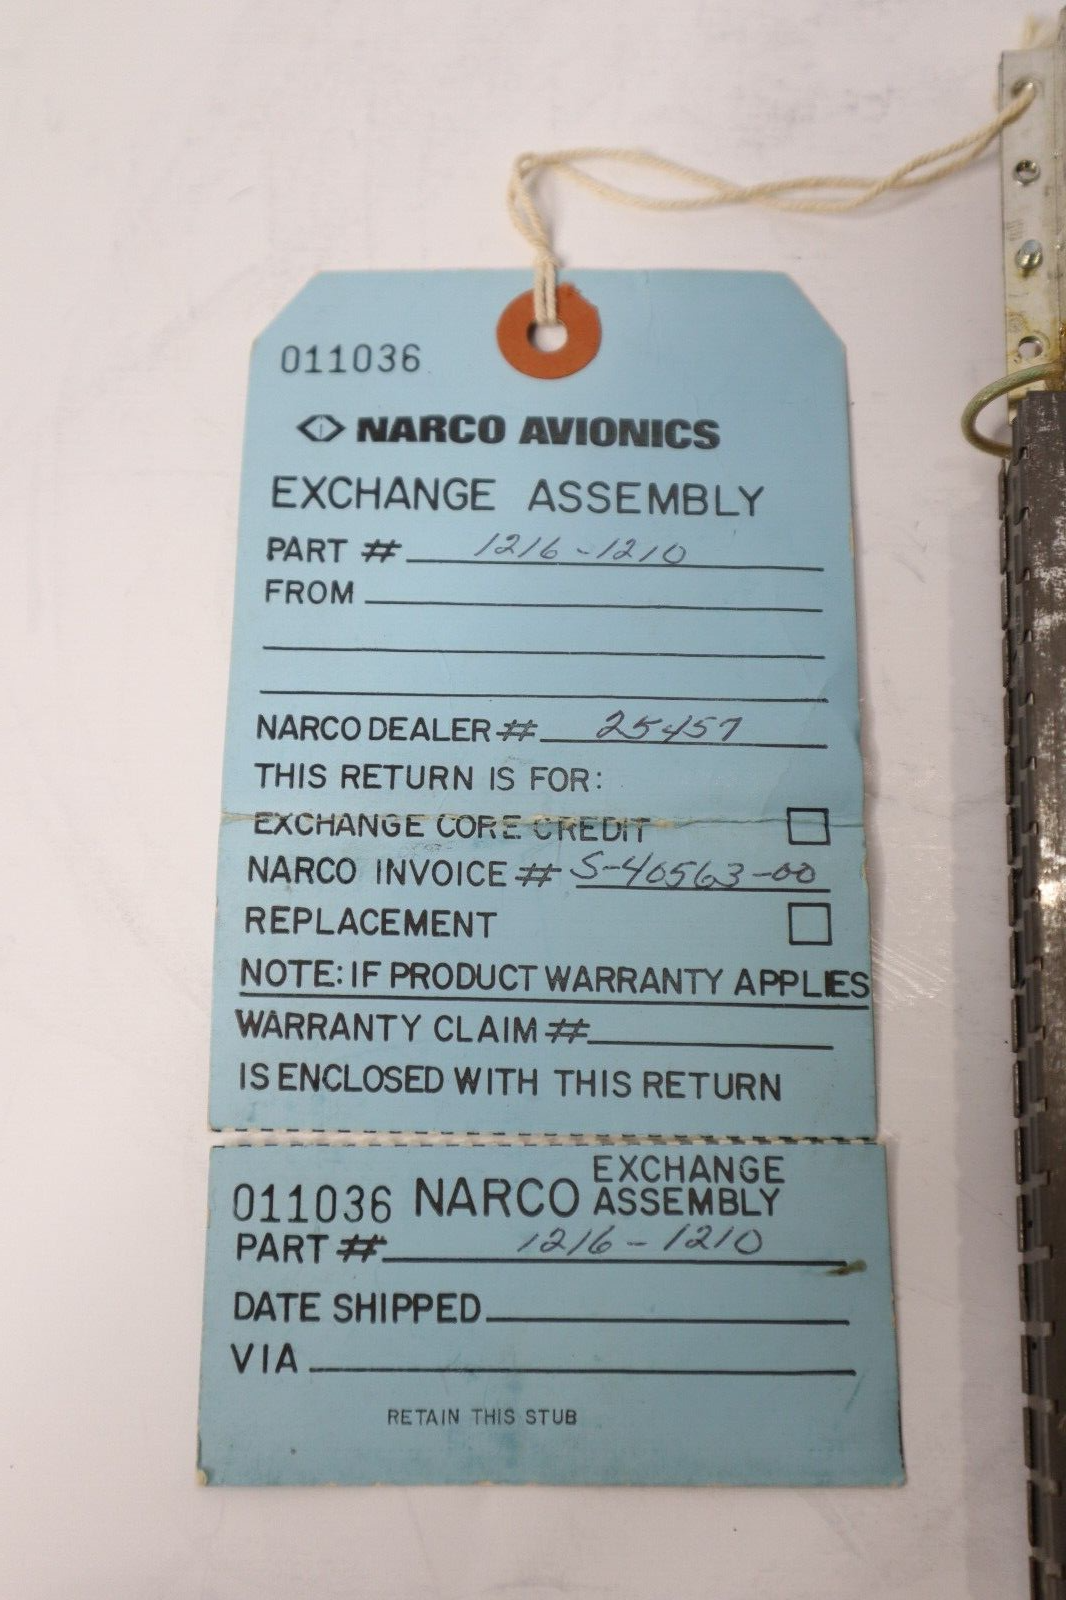 011036
NARCO AVIONICS
EXCHANGE ASSEMBLY
PART # 1216-1210
FROM
NARCO DEALER # 25457
THIS RETURN IS FOR:
EXCHANGE CORE CREDIT
NARCO INVOICE # S-40563-00
REPLACEMENT
NOTE: IF PRODUCT WARRANTY APPLIES
WARRANTY CLAIM #
IS ENCLOSED WITH THIS RETURN
011036 NARCO EXCHANGE ASSEMBLY
PART # 1216-1210
DATE SHIPPED
VIA
RETAIN THIS STUB